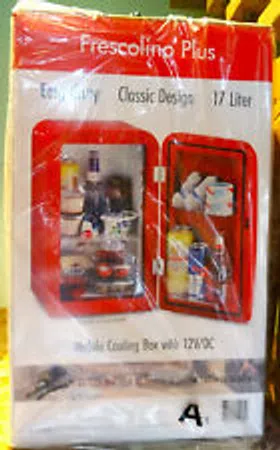 Frescolino Plus
Easy Carry Classic Design 17 Liter
Mobile Cooling Box with 12V/DC
A